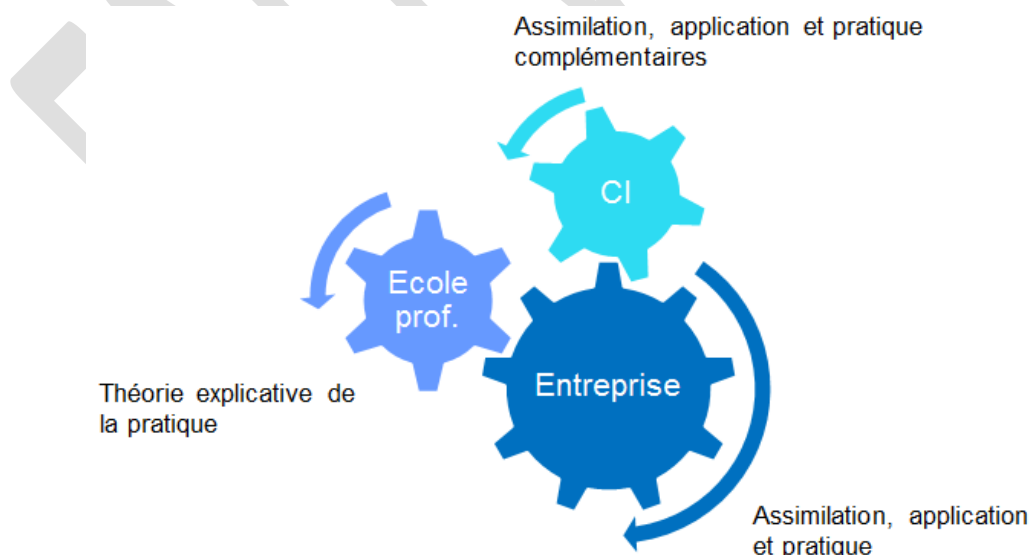 Assimilation, application et pratique
complémentaires
CI
Ecole
prof.
Entreprise
Théorie explicative de
la pratique
Assimilation, application
et pratique